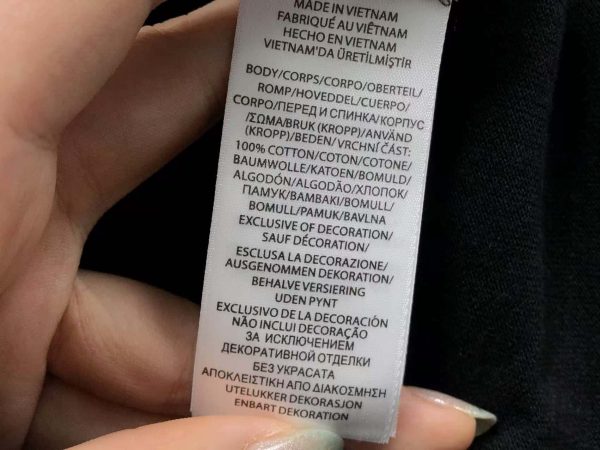 MADE IN VIETNAM
FABRIQUÉ AU VIÊTNAM
HECHO EN VIETNAM
VIETNAM'DA ÜRETİLMİŞTİR
BODY/CORPS/CORPO/OBERTEIL/
ROMP/HOVEDDEL/CUERPO/
CORPO/ПЕРЕД И СПИНКА/КОРПУС
/ΣΩΜΑ/BRUK (KROPP)/ANVÄND
(KROPP)/BEDEN/ VRCHNÍ ČÁST:
100% COTTON/COTON/COTONE/
BAUMWOLLE/KATOEN/BOMULD/
ALGODÓN/ALGODÃO/ХЛОПОК/
ПАМУК/ΒΑΜΒΑΚΙ/BOMULL/
BOMULL/PAMUK/BAVLNA
EXCLUSIVE OF DECORATION/
SAUF DÉCORATION/
ESCLUSA LA DECORAZIONE/
AUSGENOMMEN DEKORATION/
BEHALVE VERSIERING
UDEN PYNT
EXCLUSIVO DE LA DECORACIÓN
NÃO INCLUI DECORAÇÃO
ЗА ИСКЛЮЧЕНИЕМ
ДЕКОРАТИВНОЙ ОТДЕЛКИ
БЕЗ УКРАСАТА
ΑΠΟΚΛΕΙΣΤΙΚΗ ΑΠΟ ΔΙΑΚΟΣΜΗΣΗ
UTELUKKER DEKORASJON
ENBART DEKORATION